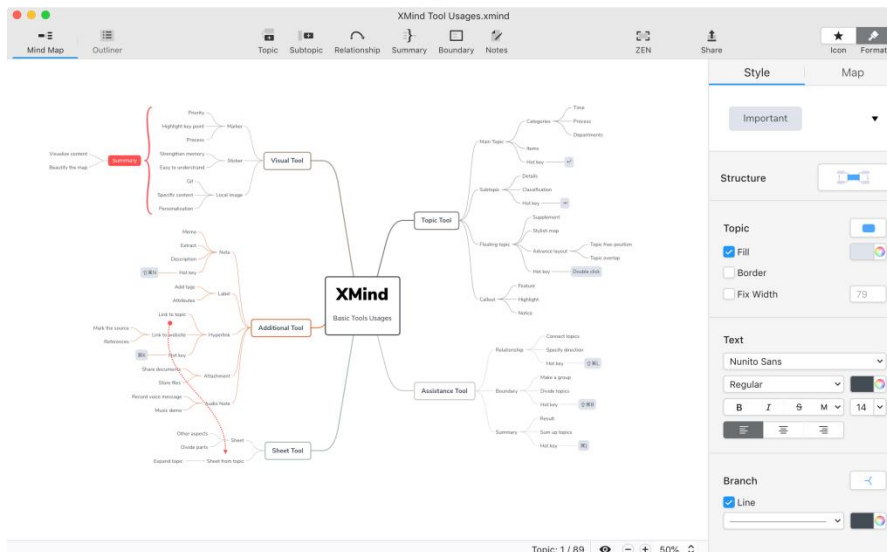 XMind Tool Usages.xmind
Mind Map
Outliner
Topic
Subtopic
Relationship
Summary
Boundary
Notes
ZEN
Share
Icon
Format
Visualize content
Beautify the map
Summary
Priority
Highlight key point
Process
Marker
Strengthen memory
Easy to understrand
Sticker
Gif
Specific content
Personalization
Local image
Visual Tool
Memo
Extract
Description
Hot key
Note
Add tags
Attributes
Label
Link to topic
Mark the source
References
Link to website
Hot key
Hyperlink
Share documents
Store files
Attachment
Record voice message
Music demo
Audio Note
Additional Tool
Other aspects
Divide parts
Sheet
Expand topic
Sheet from topic
Sheet Tool
XMind
Basic Tools Usages
Topic Tool
Main Topic
Categories
Time
Process
Departments
Items
Hot key
Subtopic
Details
Classification
Hot key
Floating topic
Supplement
Stylish map
Advance layout
Topic free-position
Topic overlap
Hot key
Double click
Callout
Feature
Highlight
Notice
Assistance Tool
Relationship
Connect topics
Specify direction
Hot key
Boundary
Make a group
Divide topics
Hot key
Summary
Result
Sum up topics
Hot key
Style
Map
Important
Structure
Topic
Fill
Border
Fix Width
79
Text
Nunito Sans
Regular
B I S M 14
Branch
Line
Topic: 1 / 89
50%